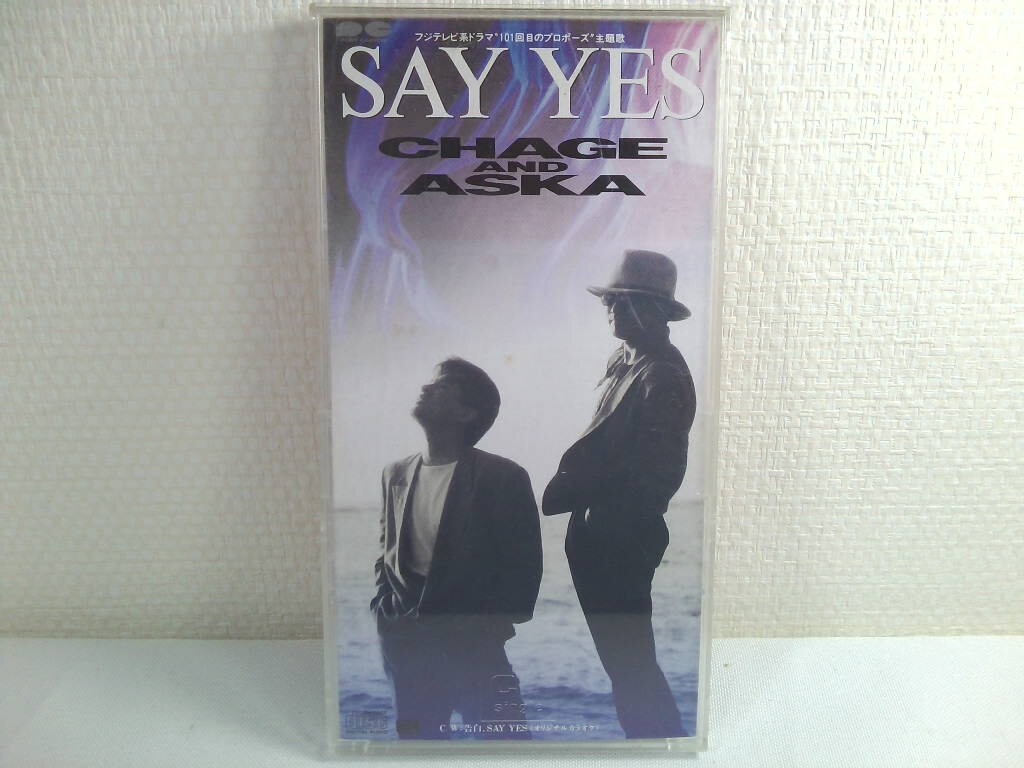 フジテレビ系ドラマ"101回目のプロポーズ"主題歌
SAY YES
CHAGE
AND
ASKA
single
C/W:告白, SAY YES〈オリジナルカラオケ〉